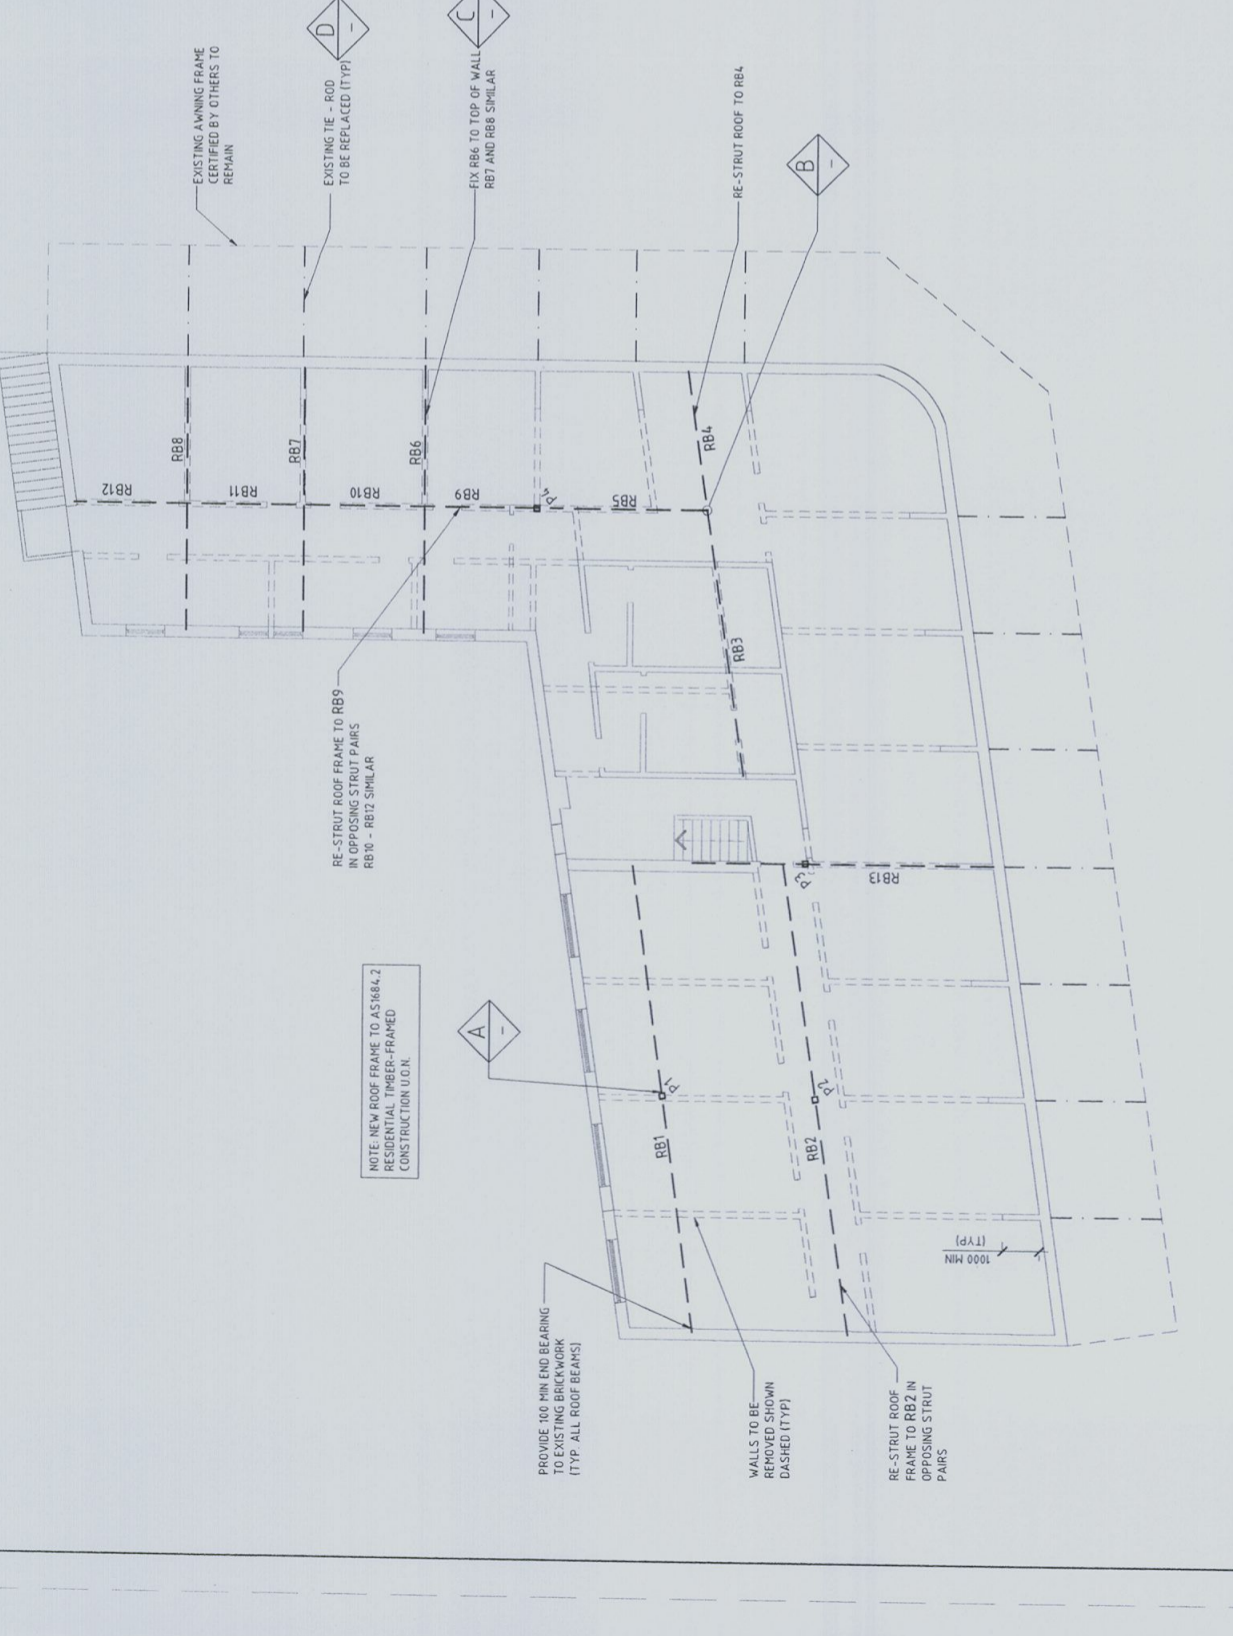 EXISTING AWNING FRAME
CERTIFIED BY OTHERS TO
REMAIN
D
-
EXISTING TIE - ROD
TO BE REPLACED (TYP)
C
-
FIX RB6 TO TOP OF WALL
RB7 AND RB8 SIMILAR
RE-STRUT ROOF TO RB4
B
-
RB8
RB7
RB6
RB4
RB12
RB11
RB10
RB9
RB5
P4
RB3
RE-STRUT ROOF FRAME TO RB9
IN OPPOSING STRUT PAIRS
RB10 - RB12 SIMILAR
NOTE: NEW ROOF FRAME TO AS1684.2
RESIDENTIAL TIMBER-FRAMED
CONSTRUCTION U.O.N.
A
-
P3
RB13
P1
P2
RB1
RB2
1000 MIN
(TYP)
PROVIDE 100 MIN END BEARING
TO EXISTING BRICKWORK
(TYP. ALL ROOF BEAMS)
WALLS TO BE
REMOVED SHOWN
DASHED (TYP)
RE-STRUT ROOF
FRAME TO RB2 IN
OPPOSING STRUT
PAIRS